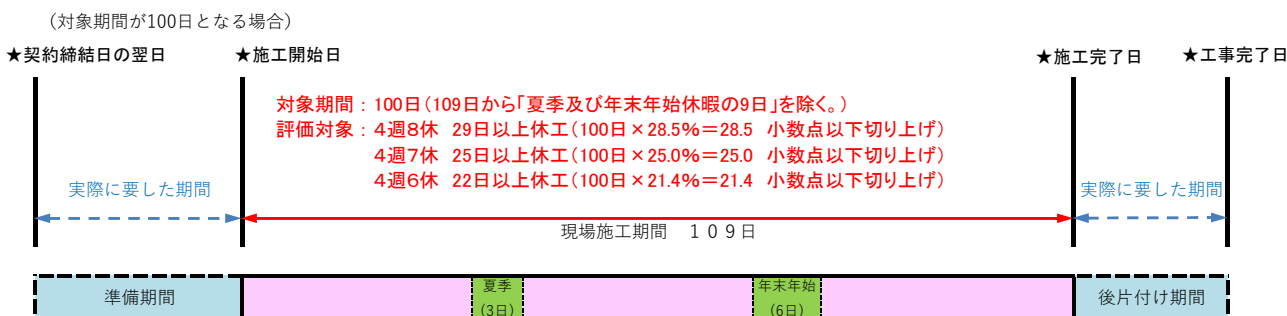 （対象期間が100日となる場合）
★契約締結日の翌日 ★施工開始日 ★施工完了日 ★工事完了日
対象期間：100日（109日から「夏季及び年末年始休暇の9日」を除く。）
評価対象：４週８休 29日以上休工（100日×28.5％＝28.5 小数点以下切り上げ）
４週７休 25日以上休工（100日×25.0％＝25.0 小数点以下切り上げ）
４週６休 22日以上休工（100日×21.4％＝21.4 小数点以下切り上げ）
実際に要した期間 実際に要した期間
現場施工期間　１０９日
準備期間 夏季 年末年始 後片付け期間
(3日) (6日)